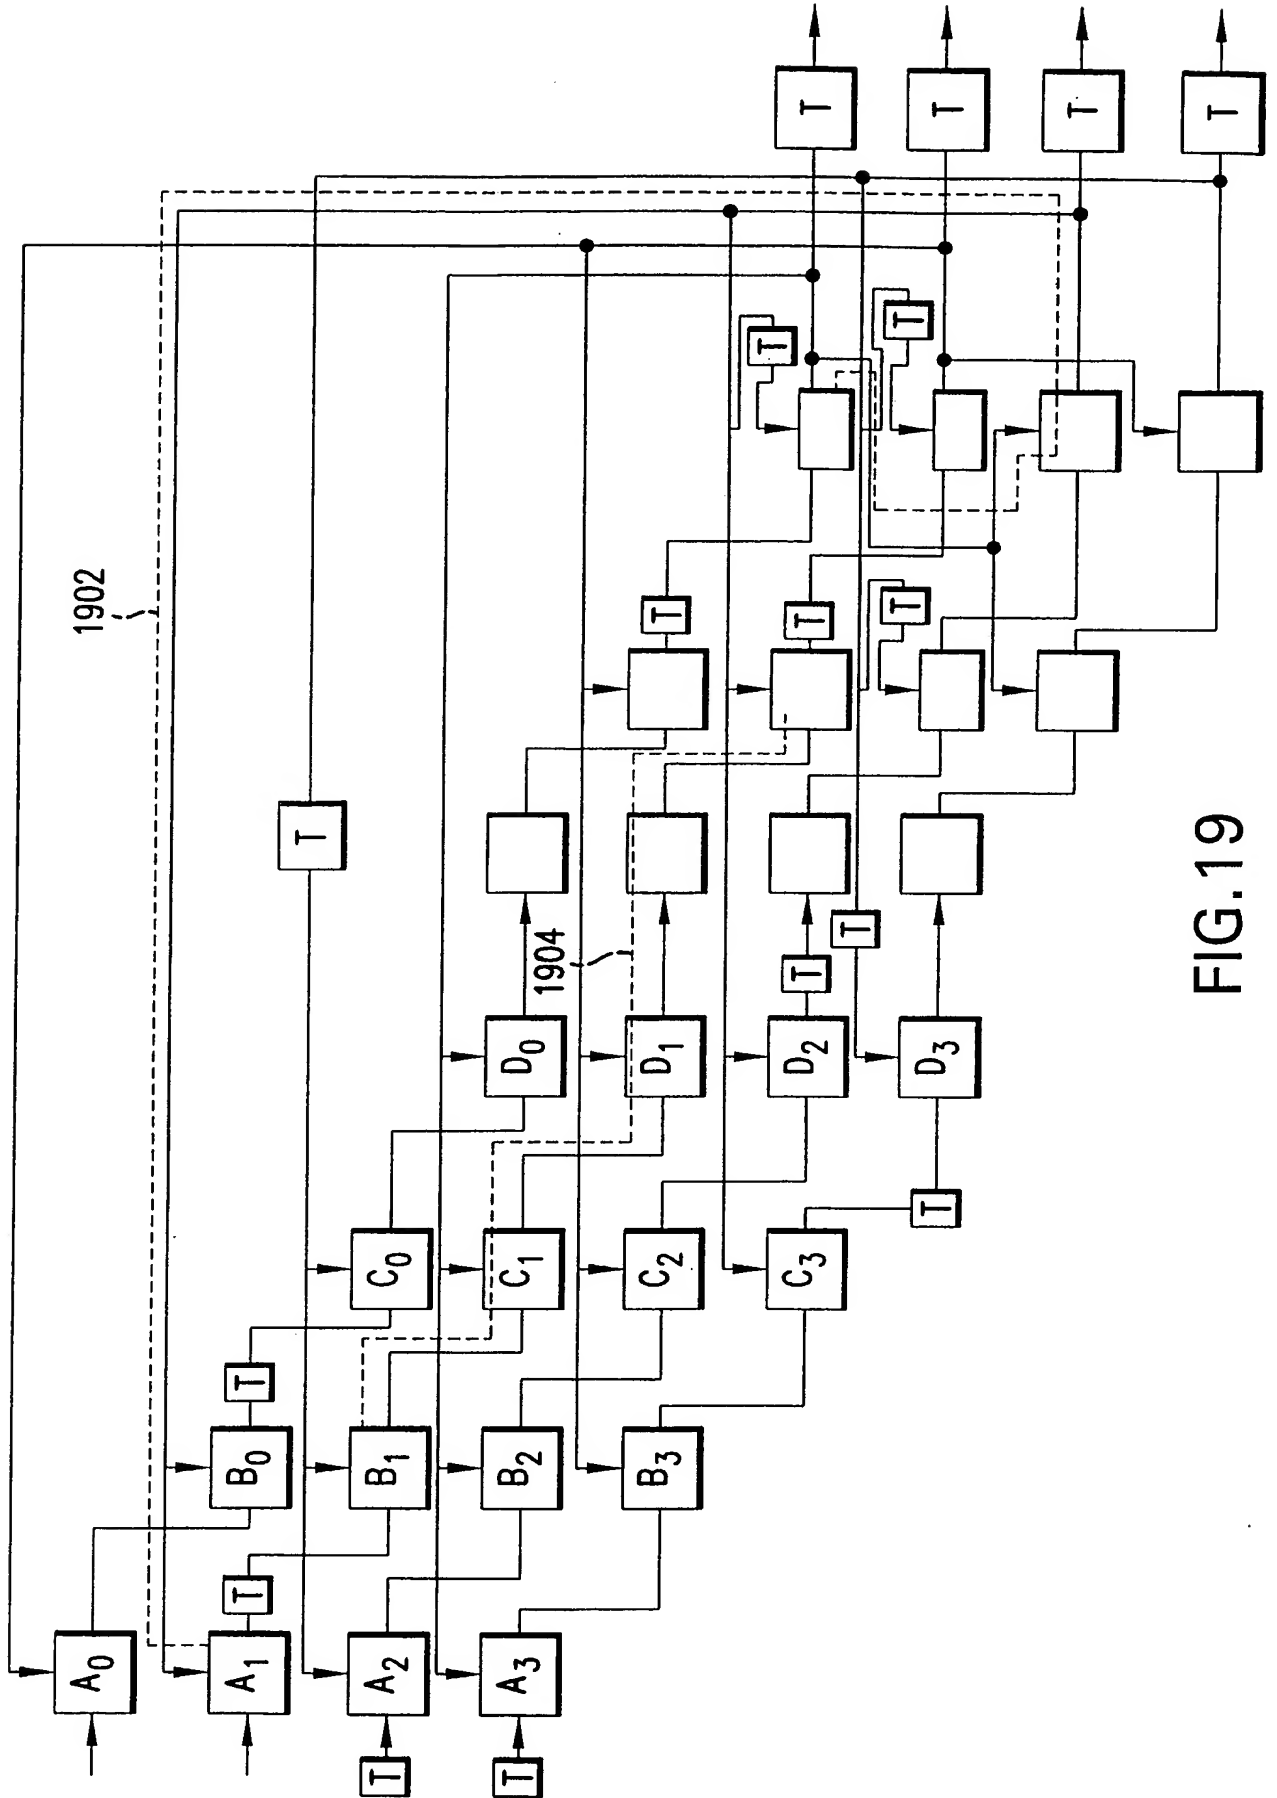 A0
1902
A1 T B0 T
T
T A2 B1 C0
T A3 B2 C1 D0
1904
B3 C2 D1 T
T
C3 D2 T T T
T
T T
T D3 T
T
T
FIG.19